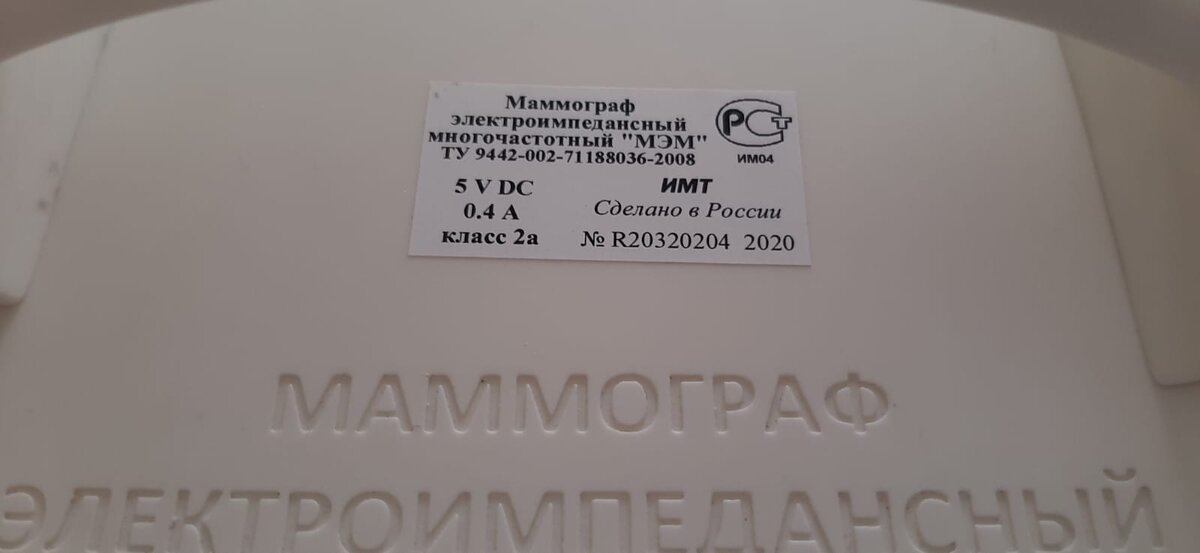 Маммограф
электроимпедансный
многочастотный "МЭМ"
ТУ 9442-002-71188036-2008
РСТ
ИМ04
5 V DC
0.4 А
класс 2а
ИМТ
Сделано в России
№ R20320204 2020
МАММОГРАФ
ЭЛЕКТРОИМПЕДАНСНЫЙ